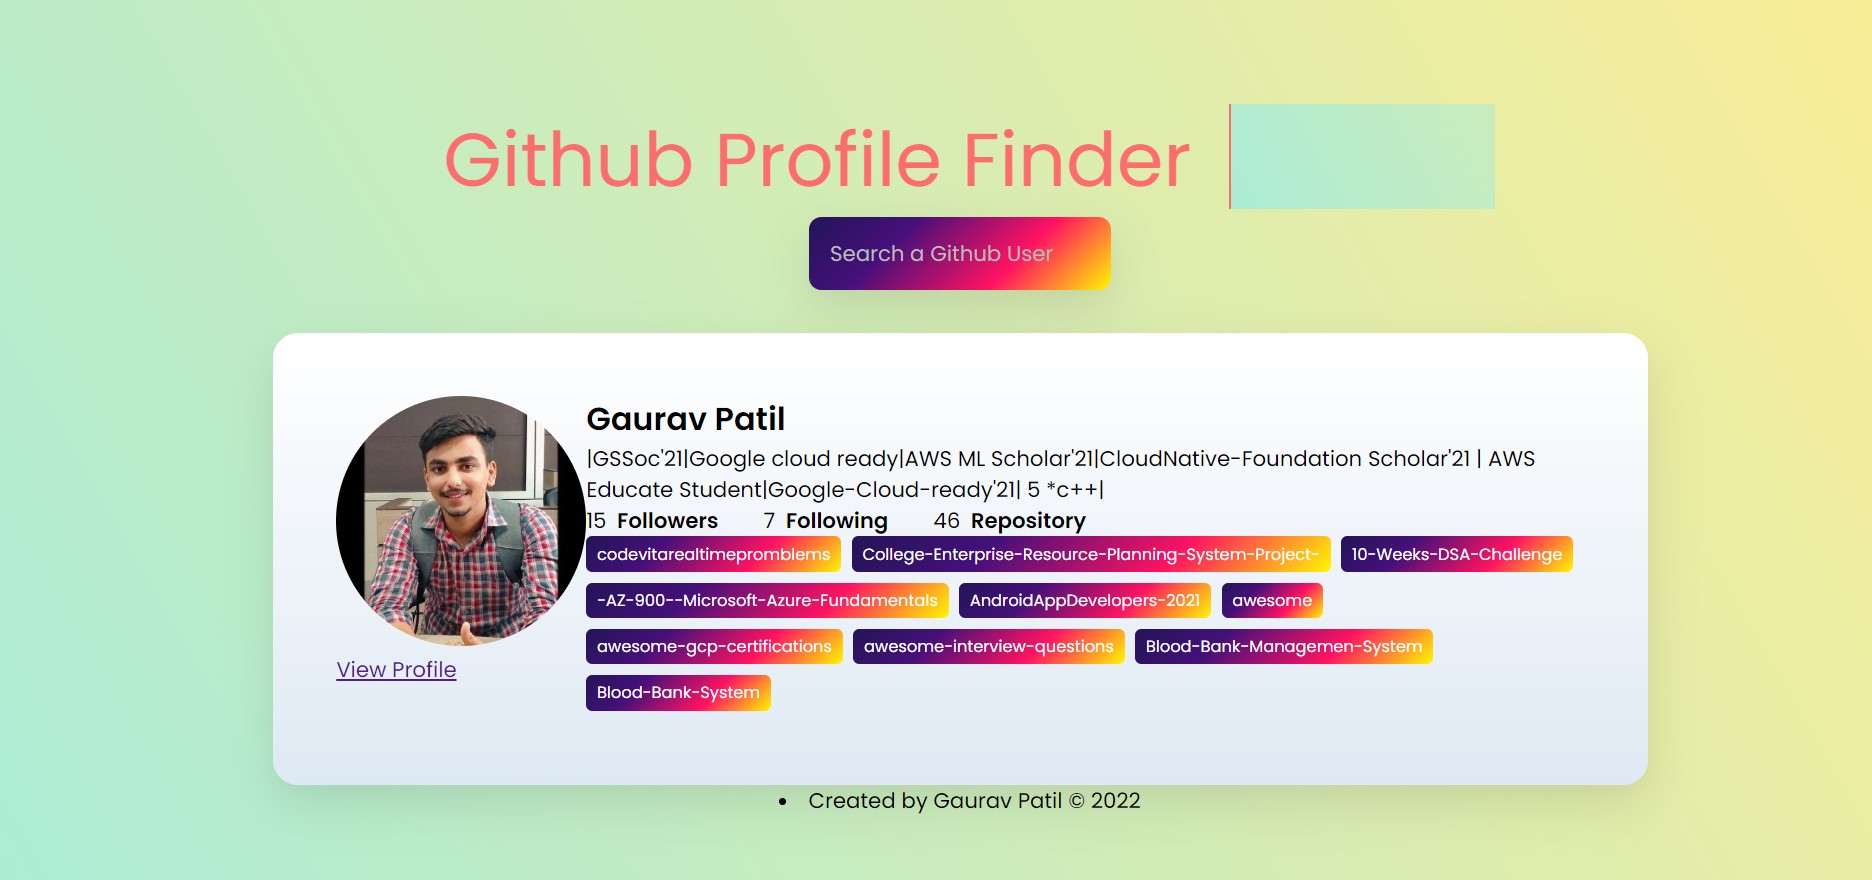 Github Profile Finder
Search a Github User
Gaurav Patil
|GSSoc'21|Google cloud ready|AWS ML Scholar'21|CloudNative-Foundation Scholar'21 | AWS
Educate Student|Google-Cloud-ready'21| 5 *c++|
15 Followers 7 Following 46 Repository
codevitarealtimepromblems College-Enterprise-Resource-Planning-System-Project- 10-Weeks-DSA-Challenge
-AZ-900--Microsoft-Azure-Fundamentals AndroidAppDevelopers-2021 awesome
awesome-gcp-certifications awesome-interview-questions Blood-Bank-Managemen-System
Blood-Bank-System
View Profile
• Created by Gaurav Patil © 2022